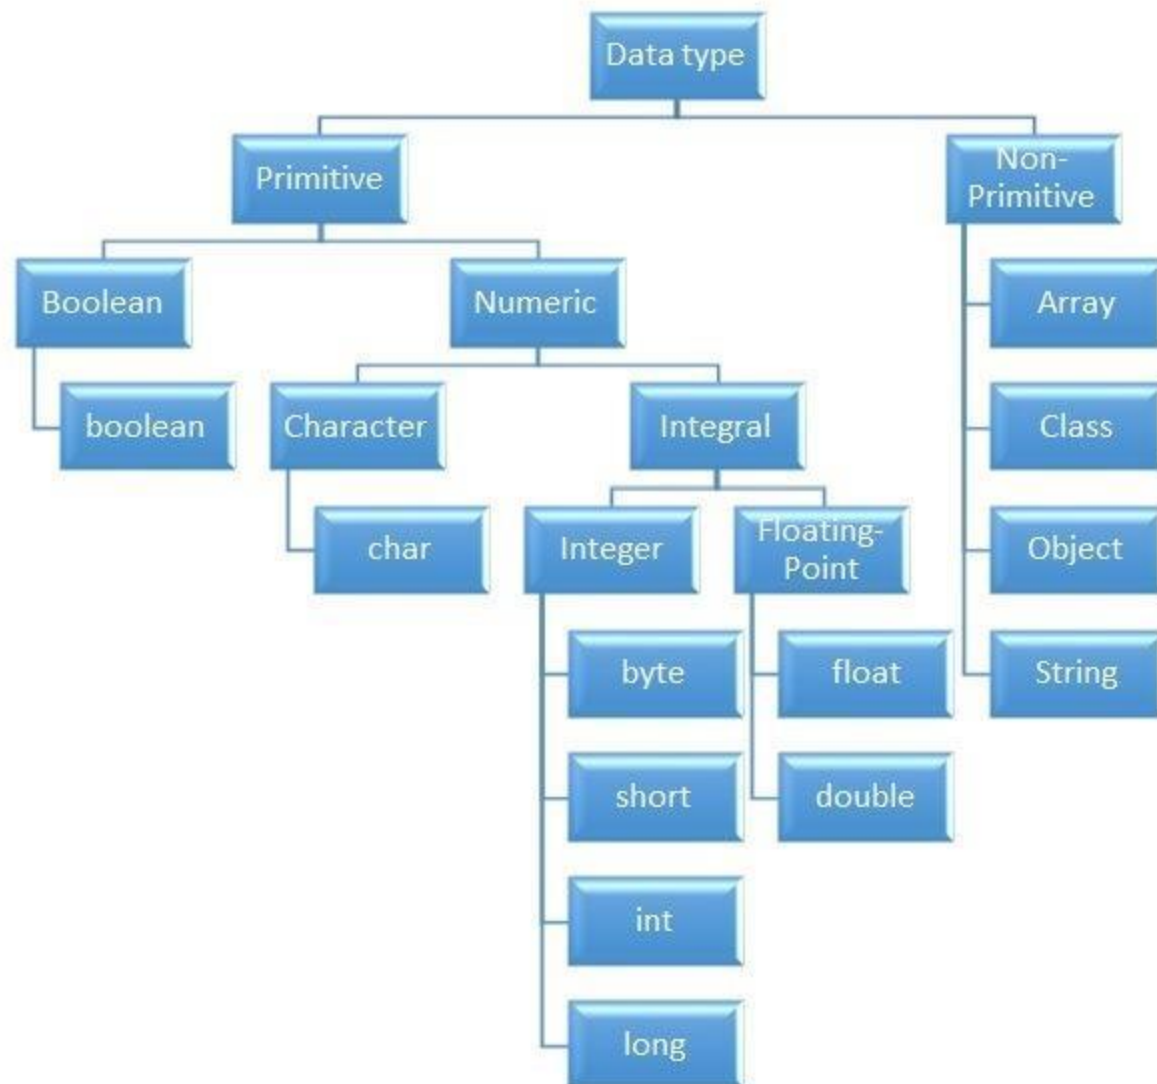 Data type
Primitive
Non-
Primitive
Boolean
Numeric
Array
boolean
Character
Integral
Class
char
Integer
Floating-
Point
Object
byte
float
String
short
double
int
long